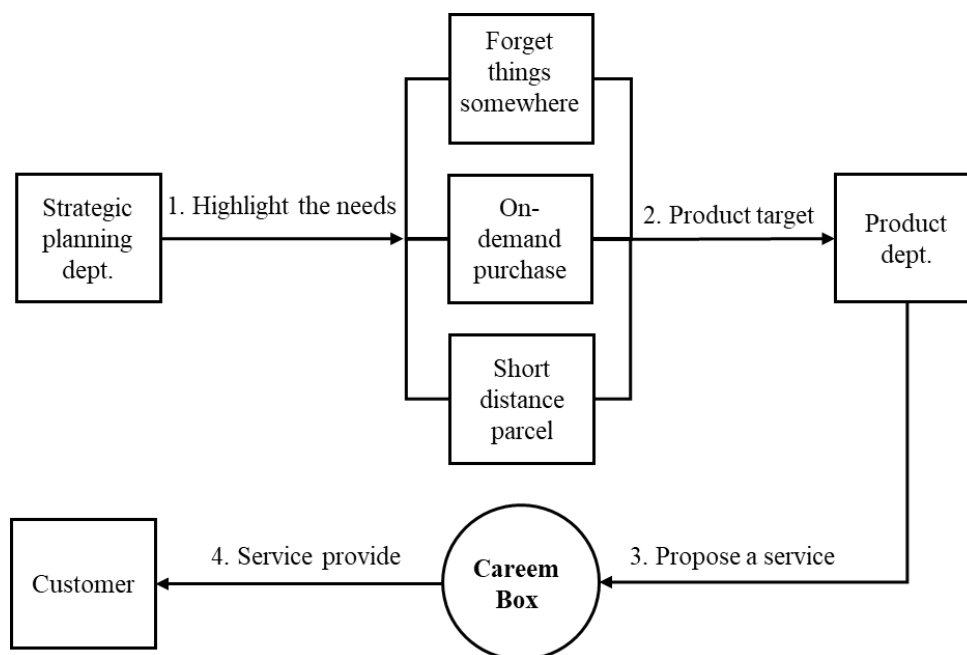 Forget
things
somewhere
Strategic
planning
dept.
1. Highlight the needs
On-
demand
purchase
2. Product target
Product
dept.
Short
distance
parcel
Customer
4. Service provide
Careem
Box
3. Propose a service